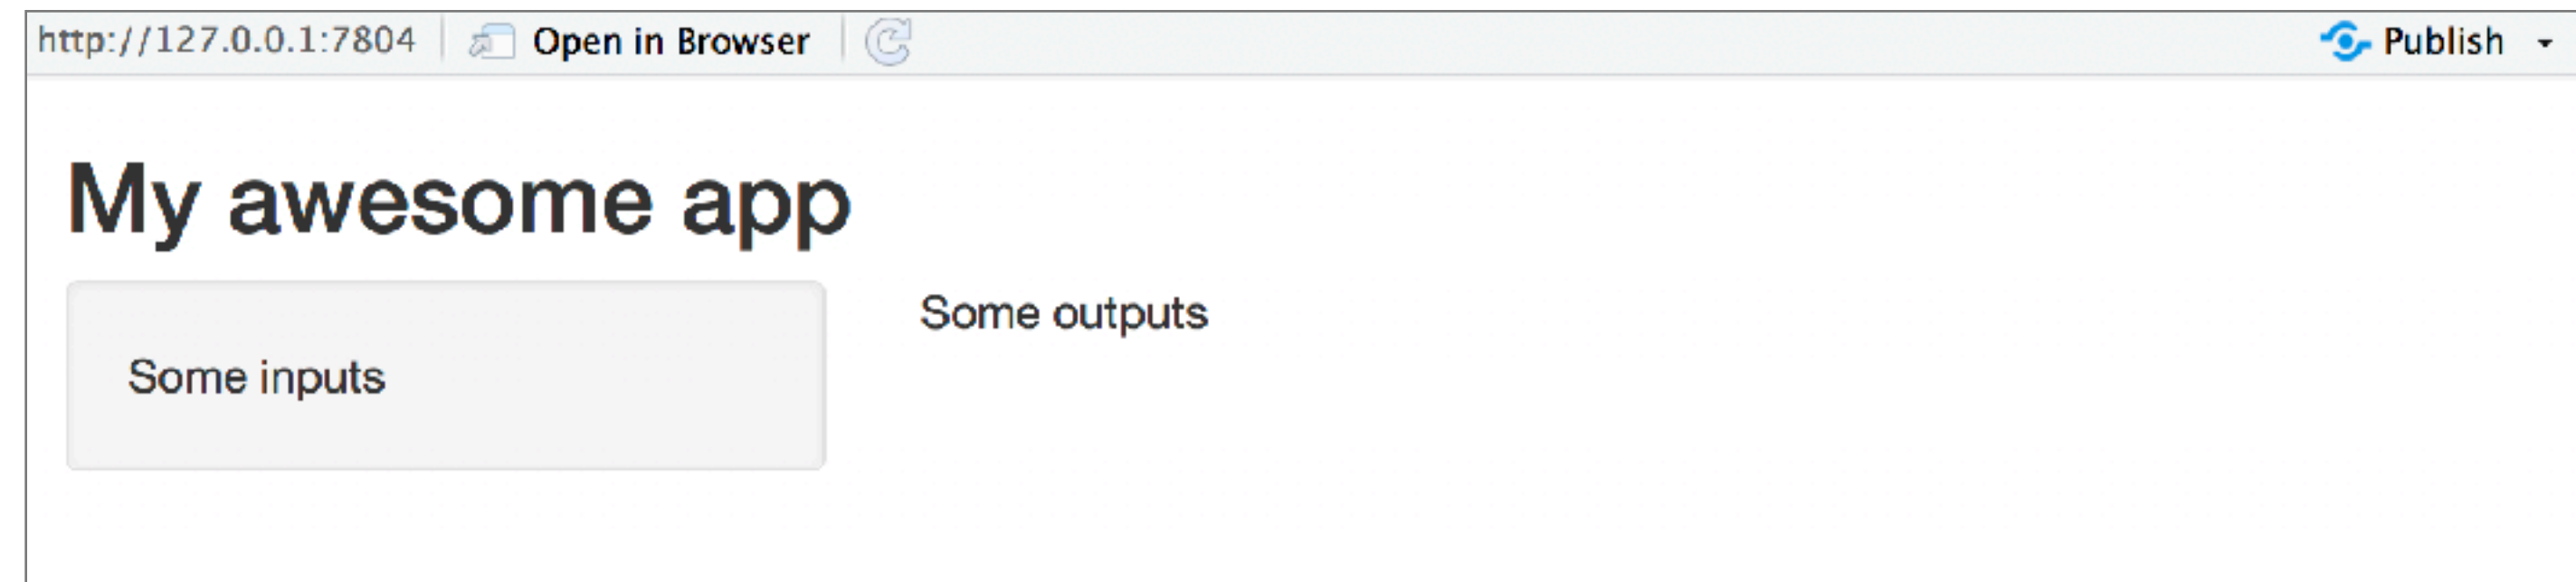 http://127.0.0.1:7804 Open in Browser Publish
My awesome app
Some inputs
Some outputs